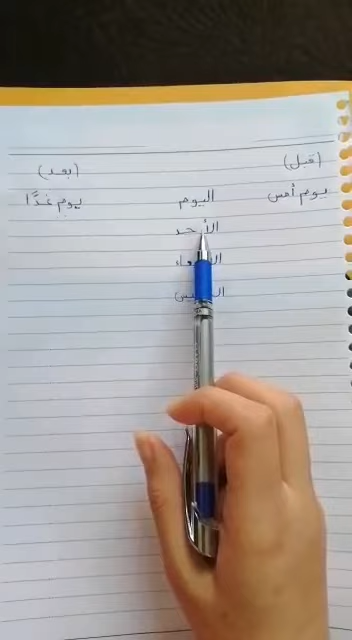 (قبل) (بعد)
يوم أمس اليوم يوم غدًا
الأحد